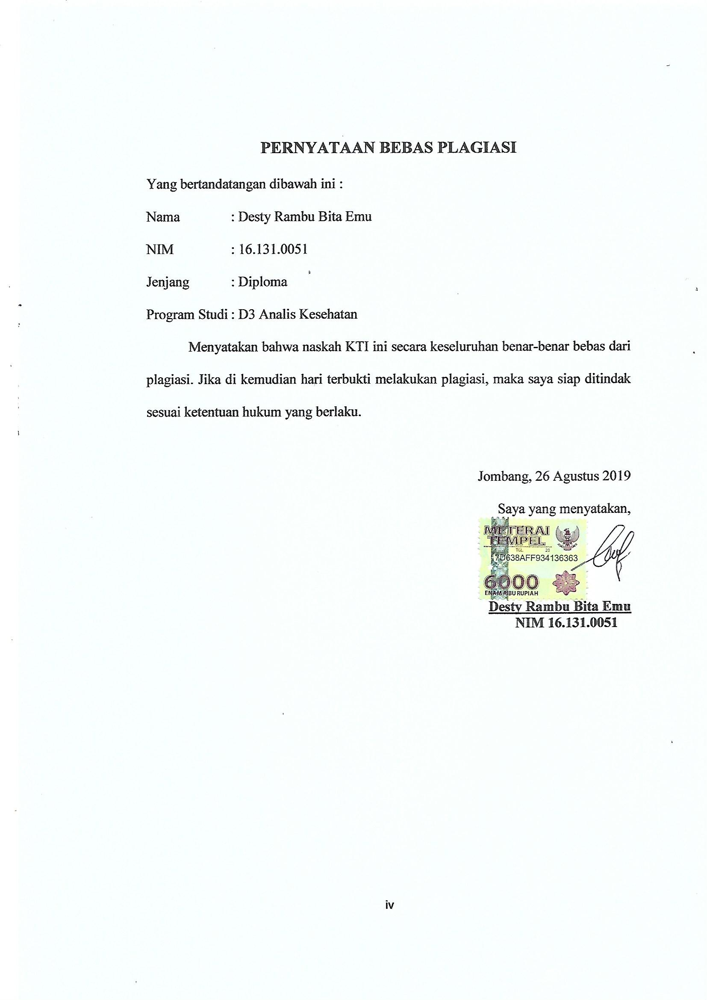 PERNYATAAN BEBAS PLAGIASI
Yang bertandatangan dibawah ini :
Nama : Desty Rambu Bita Emu
NIM : 16.131.0051
Jenjang : Diploma
Program Studi : D3 Analis Kesehatan
Menyatakan bahwa naskah KTI ini secara keseluruhan benar-benar bebas dari
plagiasi. Jika di kemudian hari terbukti melakukan plagiasi, maka saya siap ditindak
sesuai ketentuan hukum yang berlaku.
Jombang, 26 Agustus 2019
Saya yang menyatakan,
METERAI
TEMPEL
TGL 20
7D638AFF934136363
6000
ENAM RIBU RUPIAH
Desty Rambu Bita Emu
NIM 16.131.0051
iv